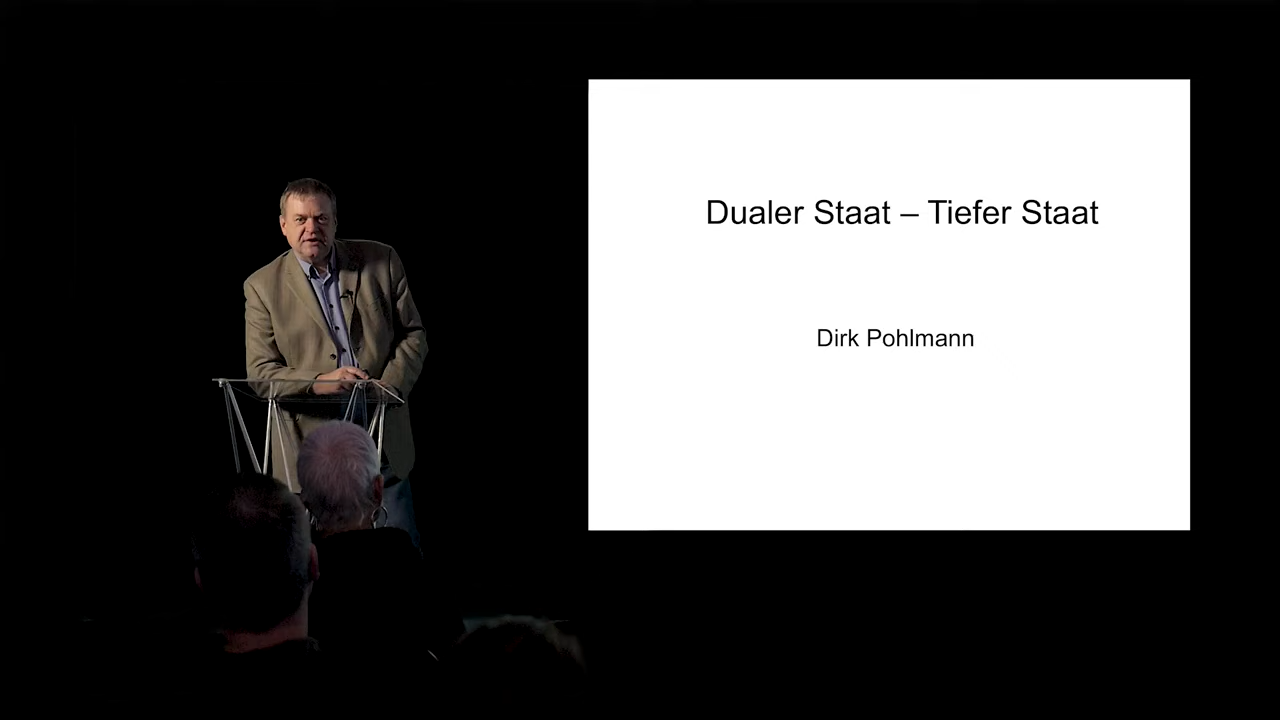 Dualer Staat – Tiefer Staat
Dirk Pohlmann